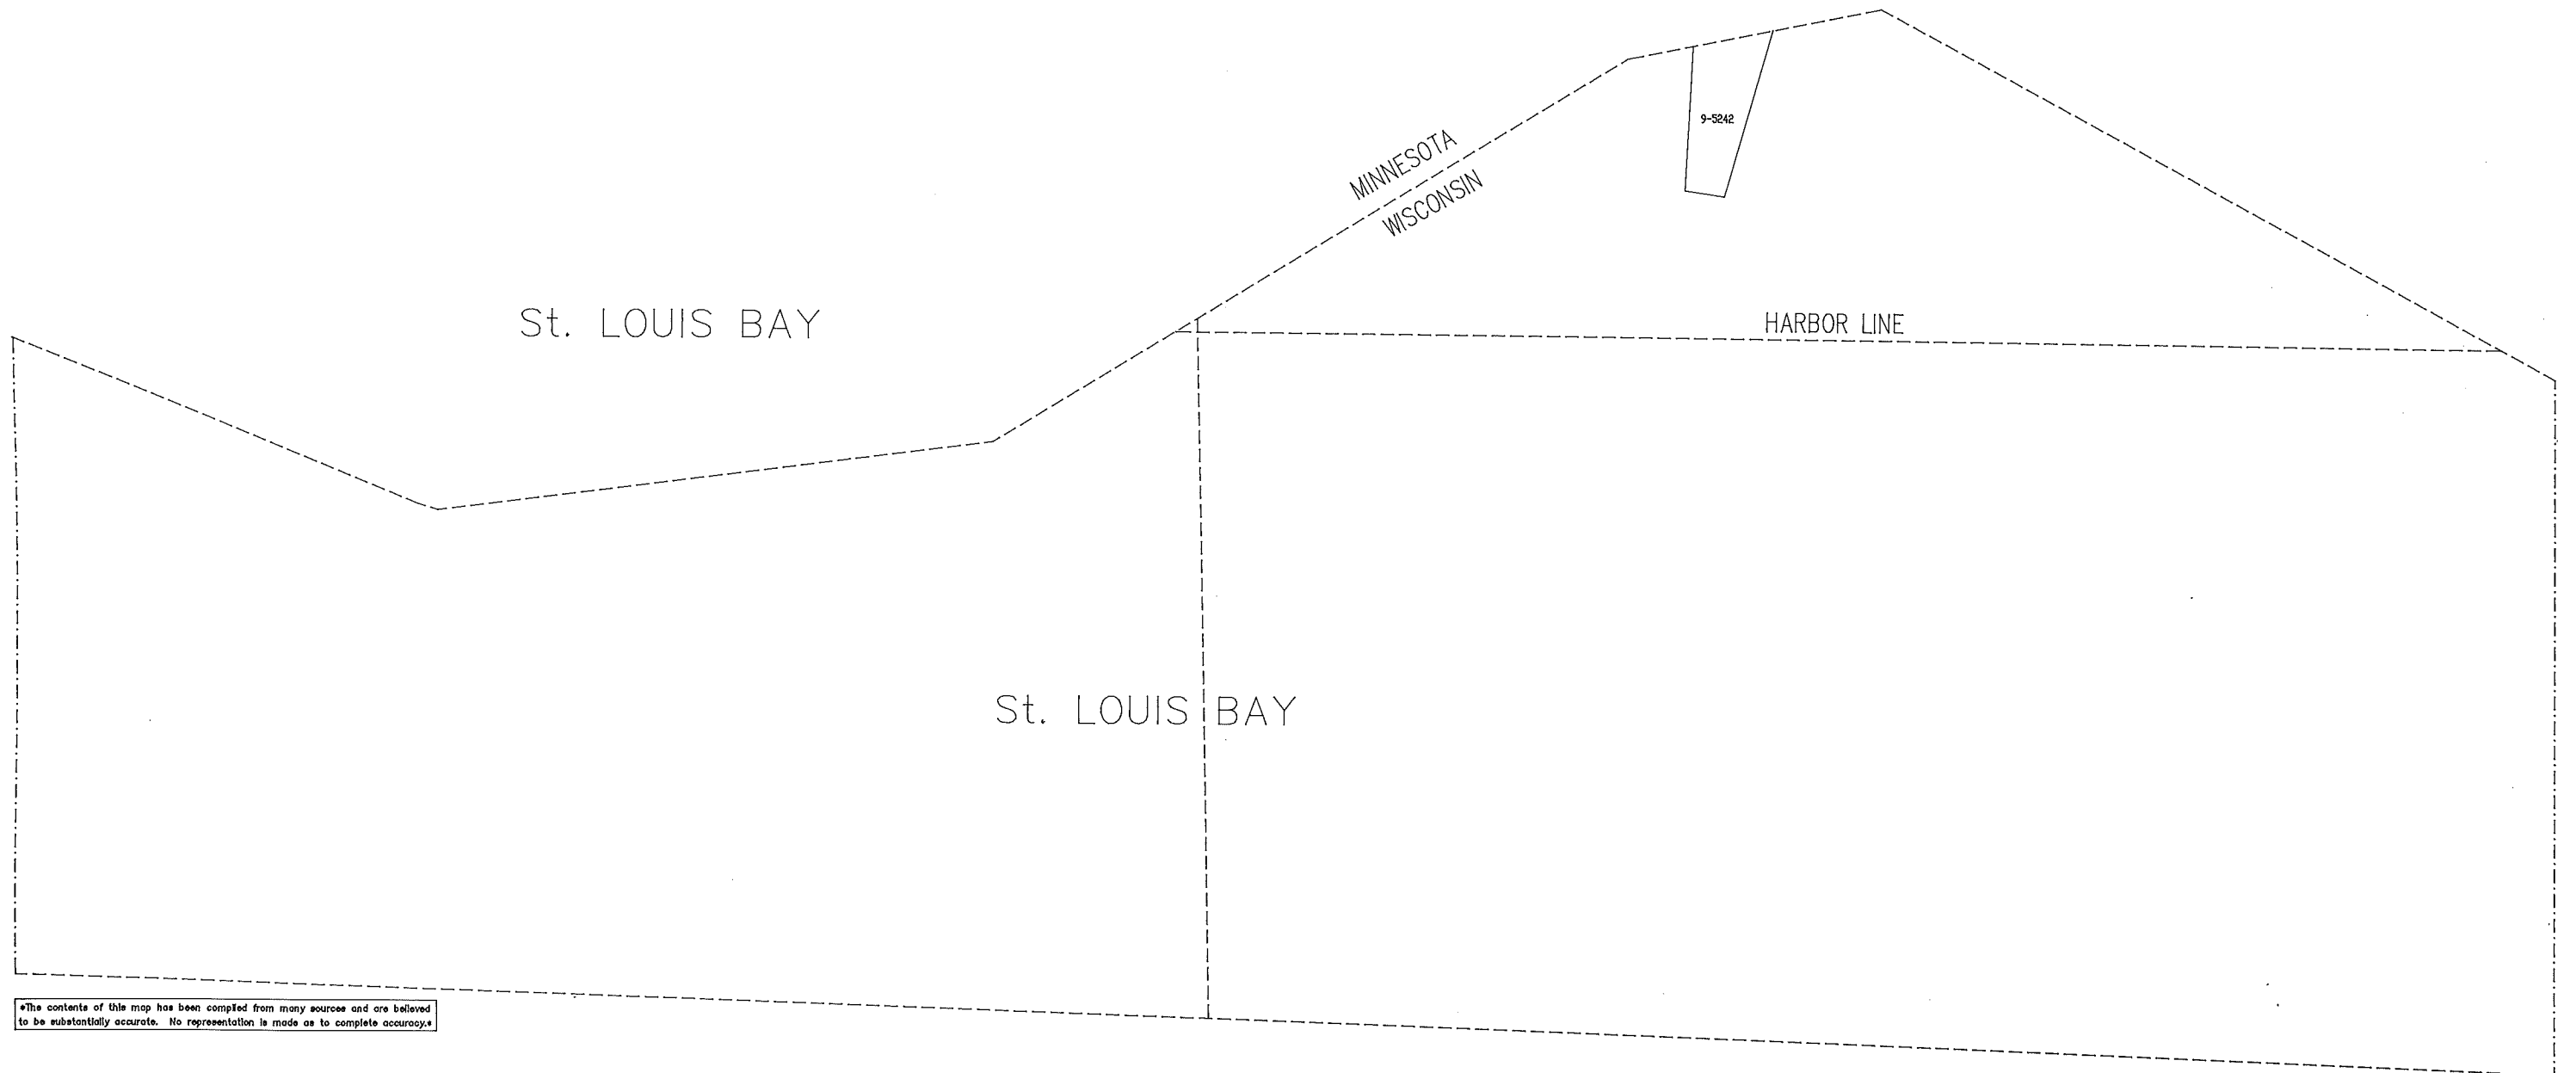 9-5242
MINNESOTA
WISCONSIN
St. LOUIS BAY
HARBOR LINE
St. LOUIS BAY
*The contents of this map has been compiled from many sources and are believed
to be substantially accurate. No representation is made as to complete accuracy.*